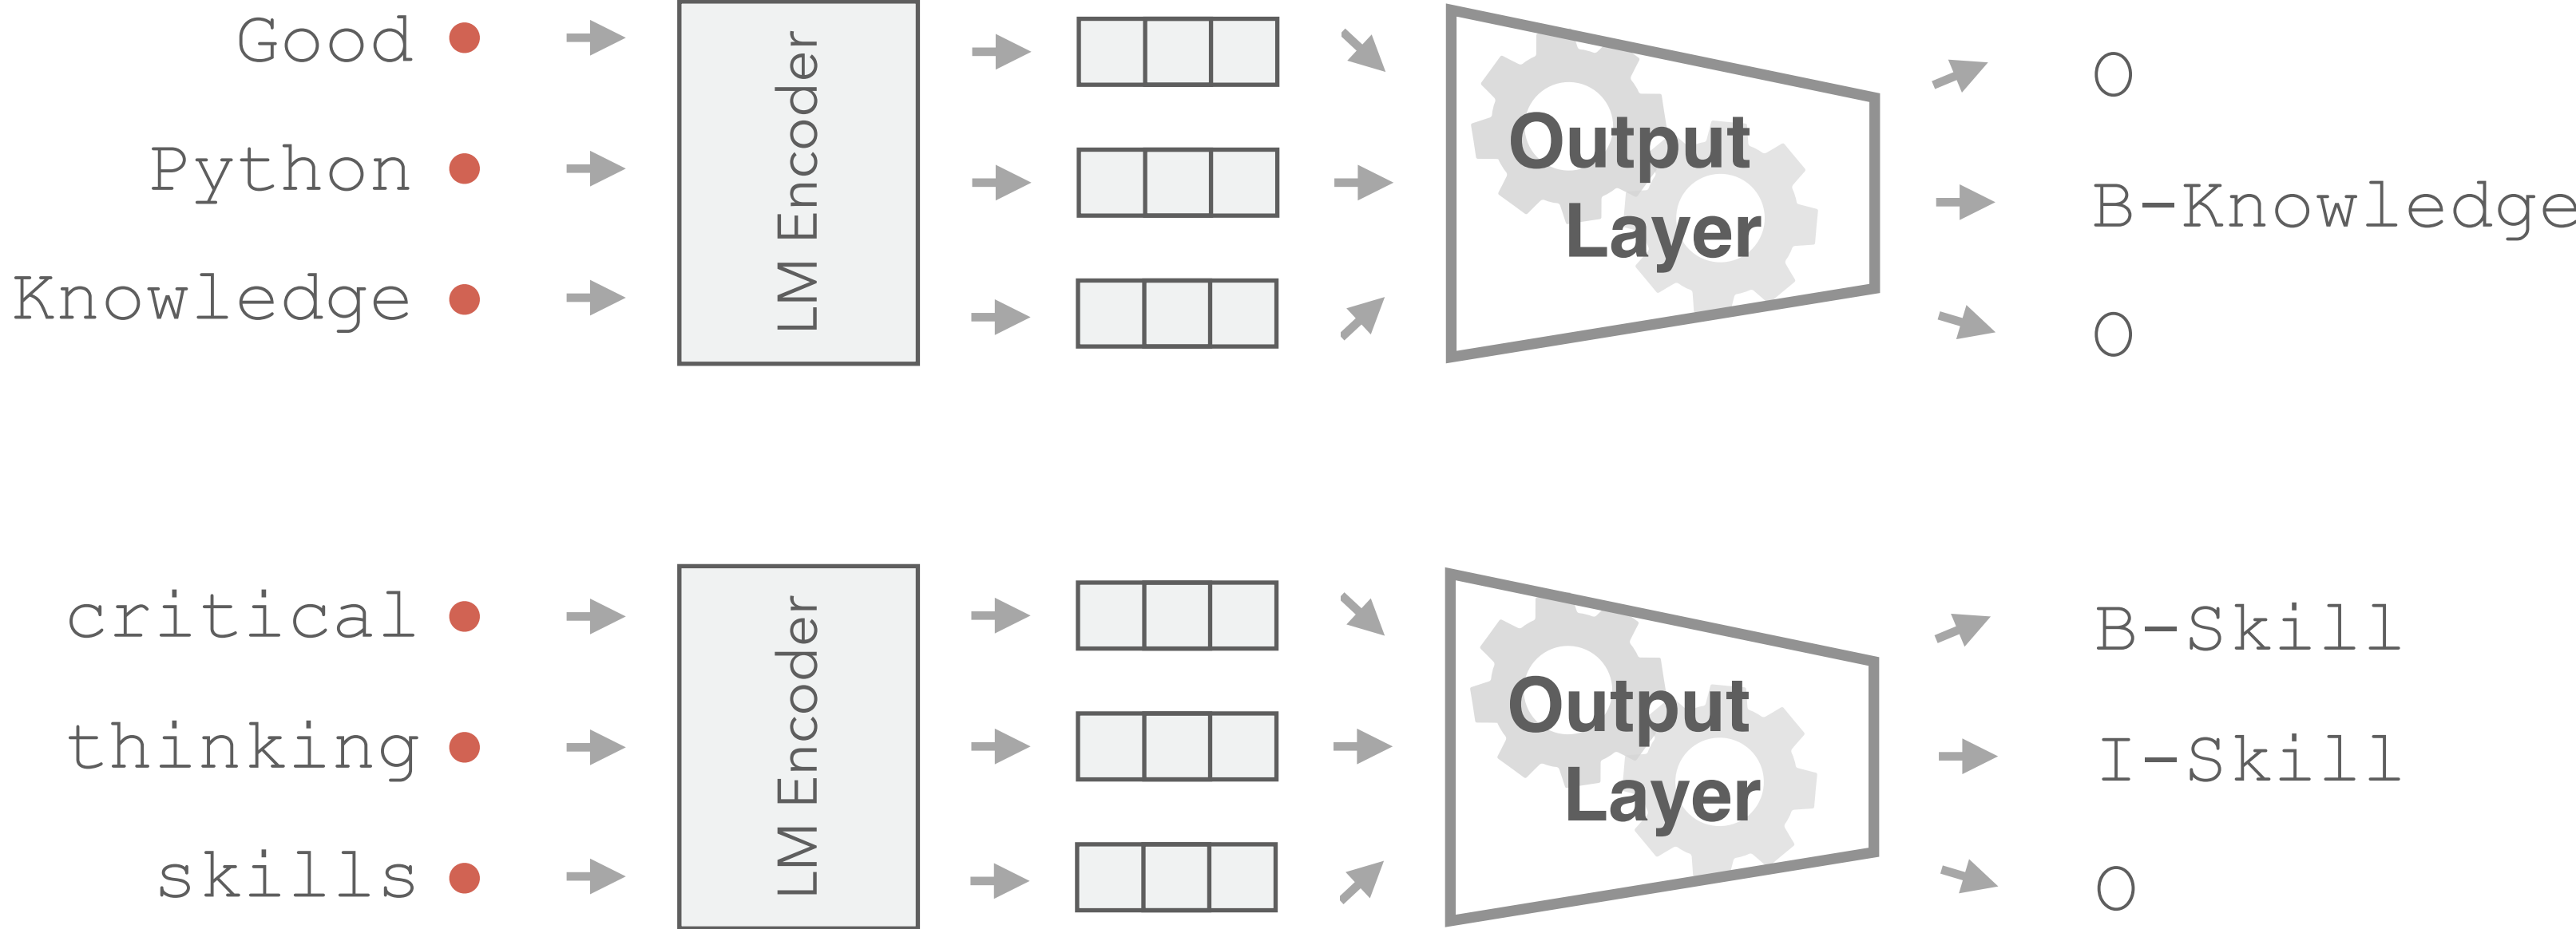 Good
Python
Knowledge
LM Encoder
Output
Layer
O
B-Knowledge
O
critical
thinking
skills
LM Encoder
Output
Layer
B-Skill
I-Skill
O